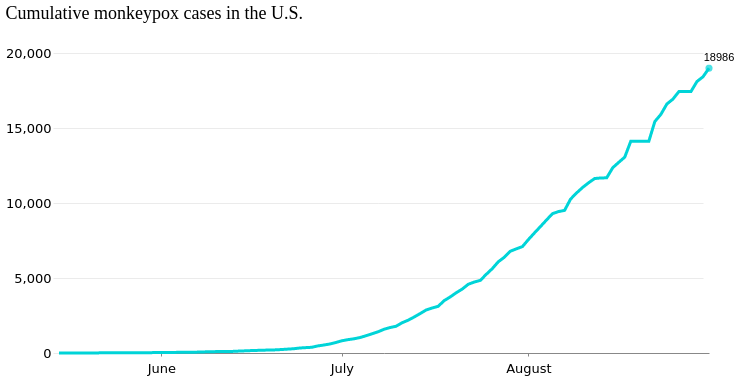 Cumulative monkeypox cases in the U.S.
18986
20,000
15,000
10,000
5,000
0
June
July
August